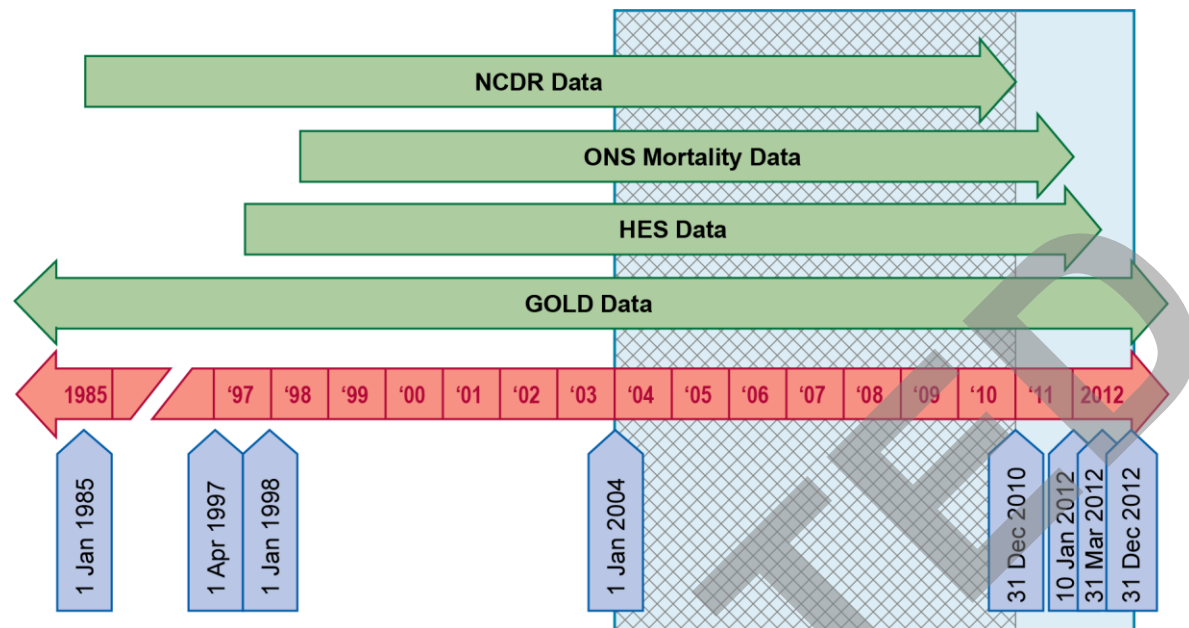 NCDR Data
ONS Mortality Data
HES Data
GOLD Data
1985 ‘97 ‘98 ‘99 ‘00 ‘01 ‘02 ‘03 ‘04 ‘05 ‘06 ‘07 ‘08 ‘09 ‘10 ‘11 2012
1 Jan 1985
1 Apr 1997
1 Jan 1998
1 Jan 2004
31 Dec 2010
10 Jan 2012
31 Mar 2012
31 Dec 2012
TED